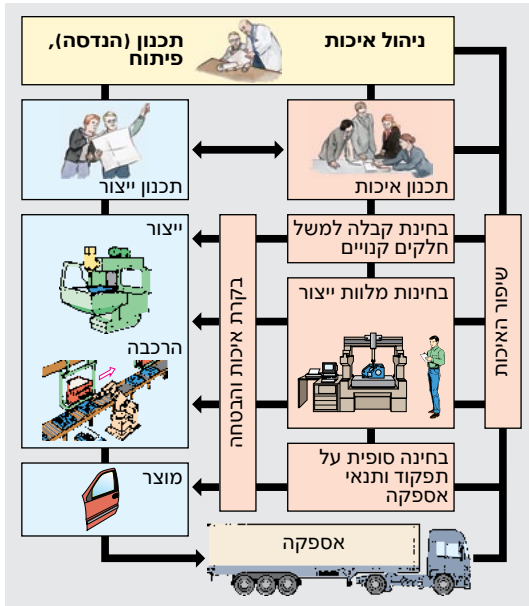 ניהול איכות
תכנון (הנדסה),
פיתוח
תכנון איכות
תכנון ייצור
בחינת קבלה למשל
חלקים קנויים
בחינות מלוות ייצור
בחינה סופית על
תפקוד ותנאי
אספקה
שיפור האיכות
בקרת איכות והבטחה
ייצור
הרכבה
מוצר
אספקה